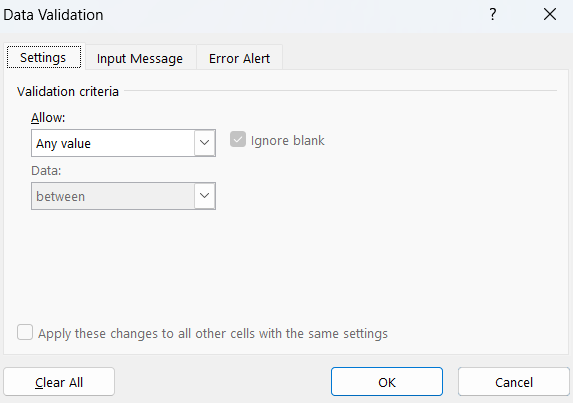 Data Validation ? ×
Settings Input Message Error Alert
Validation criteria
Allow:
Any value Ignore blank
Data:
between
Apply these changes to all other cells with the same settings
Clear All OK Cancel